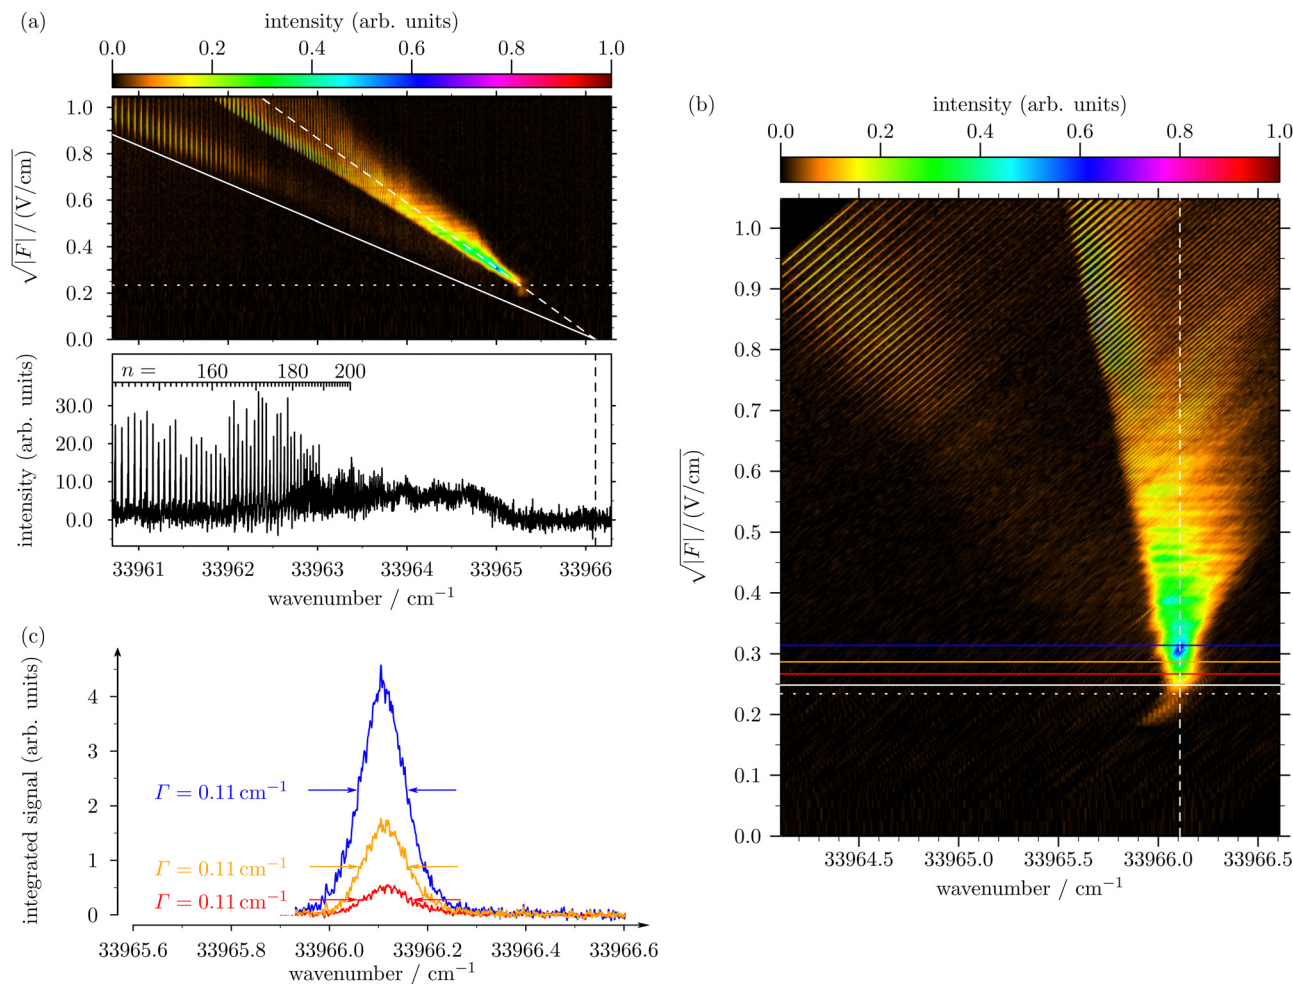 (a)
intensity (arb. units)
0.0 0.2 0.4 0.6 0.8 1.0
√|F| / (V/cm)
1.0
0.8
0.6
0.4
0.2
0.0
intensity (arb. units)
n = 160 180 200
30.0
20.0
10.0
0.0
33961 33962 33963 33964 33965 33966
wavenumber / cm⁻¹
(b)
intensity (arb. units)
0.0 0.2 0.4 0.6 0.8 1.0
√|F| / (V/cm)
1.0
0.9
0.8
0.7
0.6
0.5
0.4
0.3
0.2
0.1
0.0
33964.5 33965.0 33965.5 33966.0 33966.5
wavenumber / cm⁻¹
(c)
integrated signal (arb. units)
4
3
2
1
0
Γ = 0.11 cm⁻¹
Γ = 0.11 cm⁻¹
Γ = 0.11 cm⁻¹
33965.6 33965.8 33966.0 33966.2 33966.4 33966.6
wavenumber / cm⁻¹